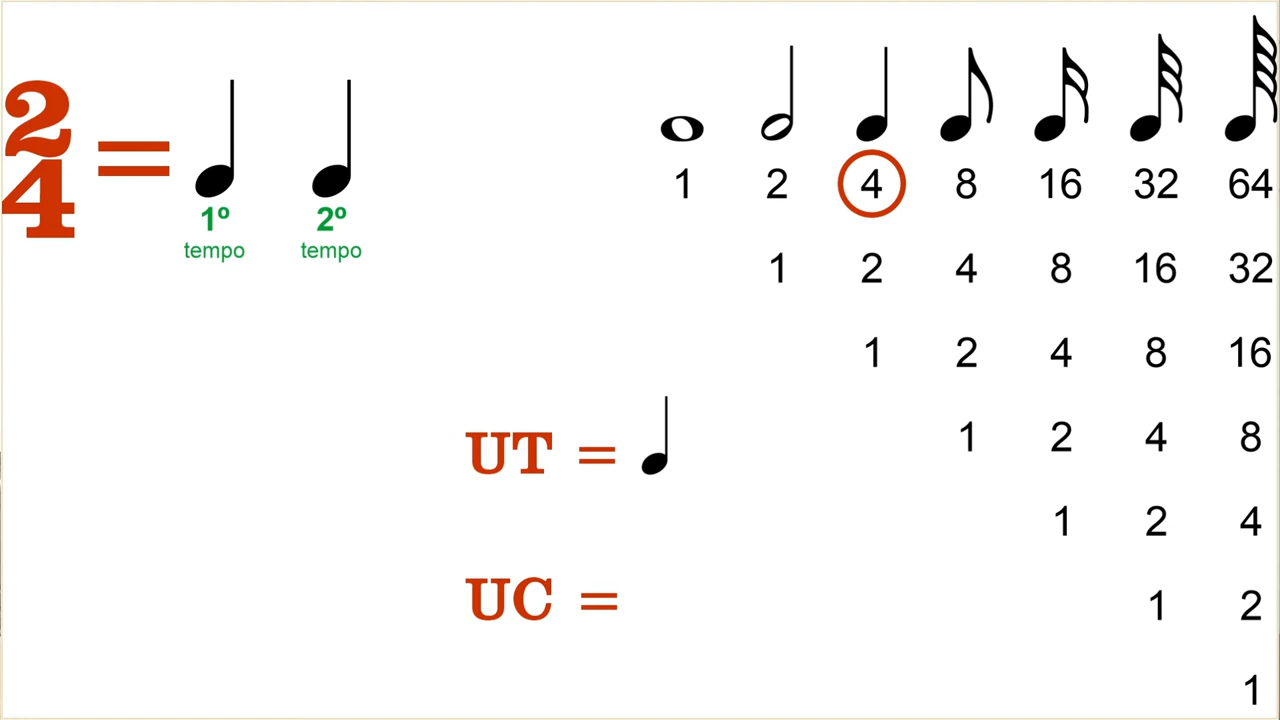 2
4 =
1º 2º
tempo tempo
1 2 4 8 16 32 64
1 2 4 8 16 32
1 2 4 8 16
UT =
1 2 4 8
1 2 4
UC =
1 2
1